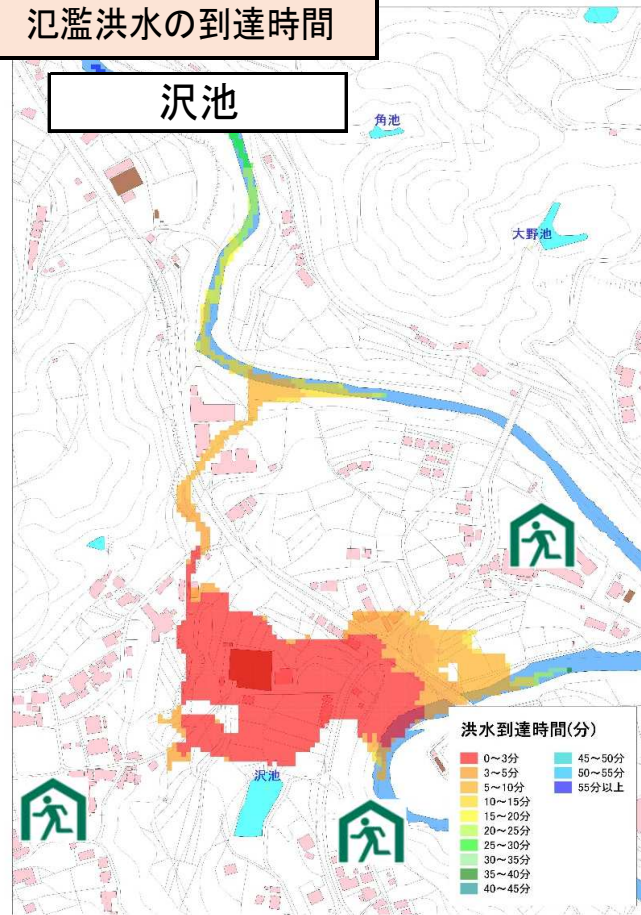 氾濫洪水の到達時間
沢池
角池
大野池
沢池
洪水到達時間(分)
0～3分
3～5分
5～10分
10～15分
15～20分
20～25分
25～30分
30～35分
35～40分
40～45分
45～50分
50～55分
55分以上